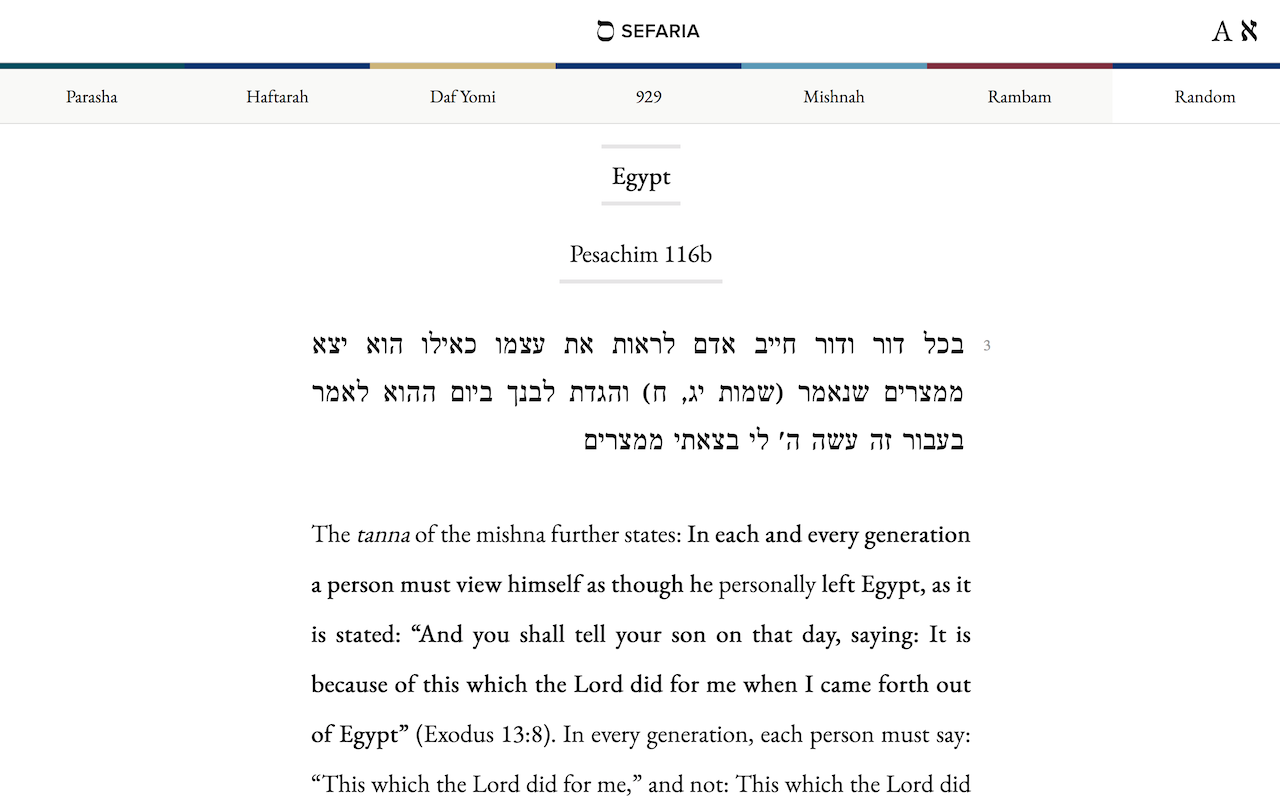 ס SEFARIA
A א
Parasha
Haftarah
Daf Yomi
929
Mishnah
Rambam
Random
Egypt
Pesachim 116b
בכל דור ודור חייב אדם לראות את עצמו כאילו הוא יצא
3
ממצרים שנאמר (שמות יג, ח) והגדת לבנך ביום ההוא לאמר
בעבור זה עשה ה' לי בצאתי ממצרים
The tanna of the mishna further states: In each and every generation
a person must view himself as though he personally left Egypt, as it
is stated: “And you shall tell your son on that day, saying: It is
because of this which the Lord did for me when I came forth out
of Egypt” (Exodus 13:8). In every generation, each person must say:
“This which the Lord did for me,” and not: This which the Lord did